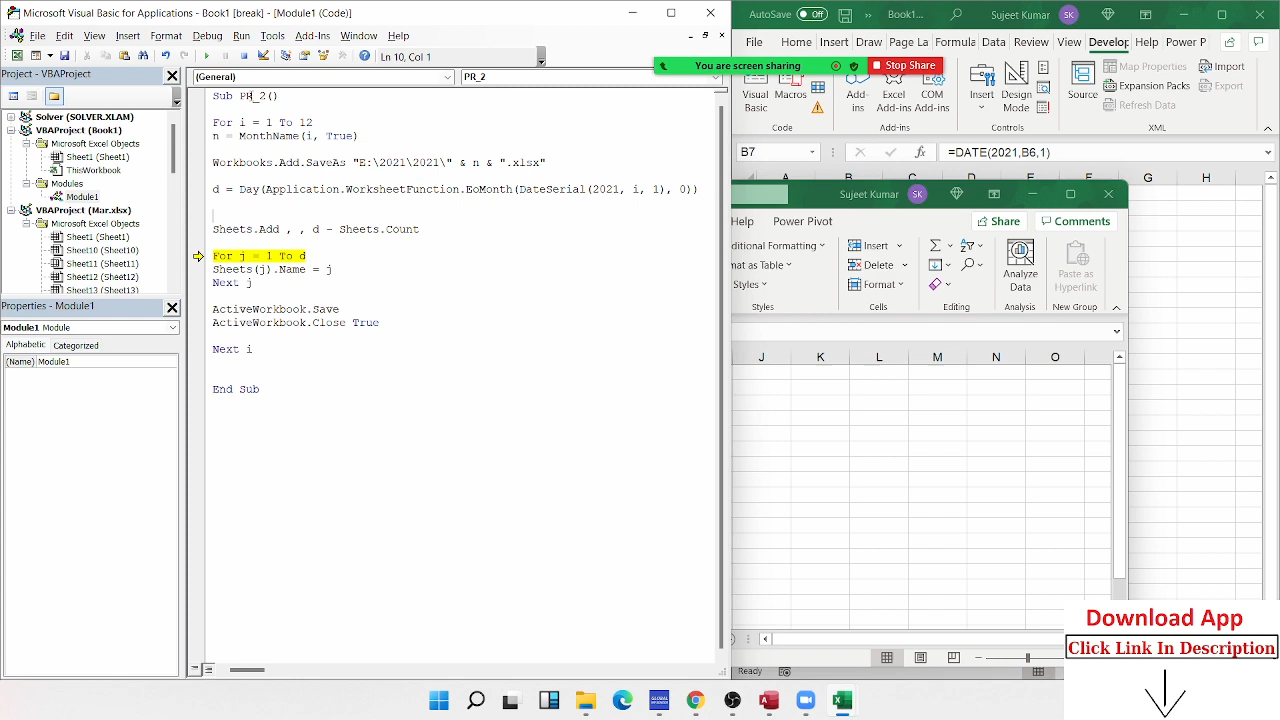 Microsoft Visual Basic for Applications - Book1 [break] - [Module1 (Code)]
File Edit View Insert Format Debug Run Tools Add-Ins Window Help
Ln 10, Col 1
Project - VBAProject
Solver (SOLVER.XLAM)
VBAProject (Book1)
Microsoft Excel Objects
Sheet1 (Sheet1)
ThisWorkbook
Modules
Module1
VBAProject (Mar.xlsx)
Microsoft Excel Objects
Sheet1 (Sheet1)
Sheet10 (Sheet10)
Sheet11 (Sheet11)
Sheet12 (Sheet12)
Sheet13 (Sheet13)
Sheet14 (Sheet14)
Properties - Module1
Module1 Module
Alphabetic Categorized
(Name) Module1
(General) PR_2
Sub PR_2()
For i = 1 To 12
n = MonthName(i, True)
Workbooks.Add.SaveAs "E:\2021\2021\" & n & ".xlsx"
d = Day(Application.WorksheetFunction.EoMonth(DateSerial(2021, i, 1), 0))
Sheets.Add , , d - Sheets.Count
For j = 1 To d
Sheets(j).Name = j
Next j
ActiveWorkbook.Save
ActiveWorkbook.Close True
Next i
End Sub
You are screen sharing Stop Share
AutoSave Off Book1... Sujeet Kumar SK
File Home Insert Draw Page La Formula Data Review View Develop Help Power P
Visual Basic
Macros
Code
Add-ins
Excel Add-ins
COM Add-ins
Add-ins
Insert
Design Mode
Controls
Source
Map Properties
Expansion Packs
Refresh Data
Import
Export
XML
B7 fx =DATE(2021,B6,1)
A B C D E F G H
Sujeet Kumar SK
Help Power Pivot Share Comments
ditional Formatting
mat as Table
Styles
Styles
Insert
Delete
Format
Cells
Editing
Analyze Data
Analysis
Paste as Hyperlink
New Group
J K L M N O
Ready
Download App
Click Link In Description
GLOBAL